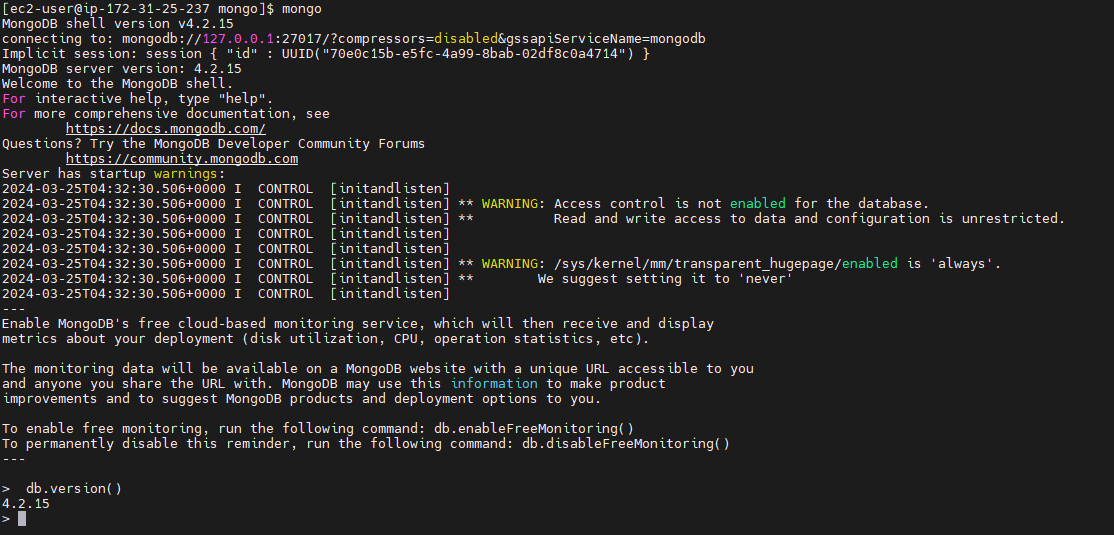 [ec2-user@ip-172-31-25-237 mongo]$ mongo
MongoDB shell version v4.2.15
connecting to: mongodb://127.0.0.1:27017/?compressors=disabled&gssapiServiceName=mongodb
Implicit session: session { "id" : UUID("70e0c15b-e5fc-4a99-8bab-02df8c0a4714") }
MongoDB server version: 4.2.15
Welcome to the MongoDB shell.
For interactive help, type "help".
For more comprehensive documentation, see
        https://docs.mongodb.com/
Questions? Try the MongoDB Developer Community Forums
        https://community.mongodb.com
Server has startup warnings:
2024-03-25T04:32:30.506+0000 I  CONTROL  [initandlisten]
2024-03-25T04:32:30.506+0000 I  CONTROL  [initandlisten] ** WARNING: Access control is not enabled for the database.
2024-03-25T04:32:30.506+0000 I  CONTROL  [initandlisten] **          Read and write access to data and configuration is unrestricted.
2024-03-25T04:32:30.506+0000 I  CONTROL  [initandlisten]
2024-03-25T04:32:30.506+0000 I  CONTROL  [initandlisten]
2024-03-25T04:32:30.506+0000 I  CONTROL  [initandlisten] ** WARNING: /sys/kernel/mm/transparent_hugepage/enabled is 'always'.
2024-03-25T04:32:30.506+0000 I  CONTROL  [initandlisten] **        We suggest setting it to 'never'
2024-03-25T04:32:30.506+0000 I  CONTROL  [initandlisten]
---
Enable MongoDB's free cloud-based monitoring service, which will then receive and display
metrics about your deployment (disk utilization, CPU, operation statistics, etc).

The monitoring data will be available on a MongoDB website with a unique URL accessible to you
and anyone you share the URL with. MongoDB may use this information to make product
improvements and to suggest MongoDB products and deployment options to you.

To enable free monitoring, run the following command: db.enableFreeMonitoring()
To permanently disable this reminder, run the following command: db.disableFreeMonitoring()
---

>  db.version()
4.2.15
>